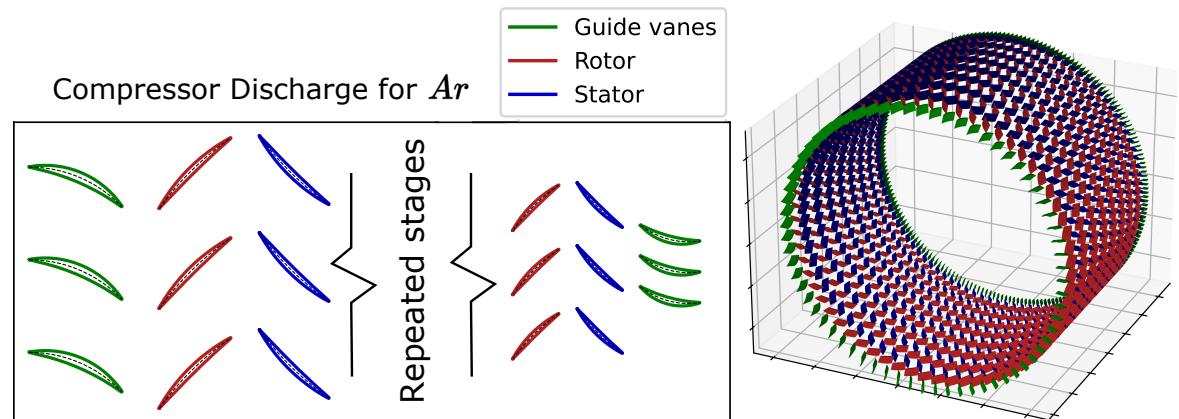 Guide vanes
Rotor
Stator
Compressor Discharge for Ar
Repeated stages